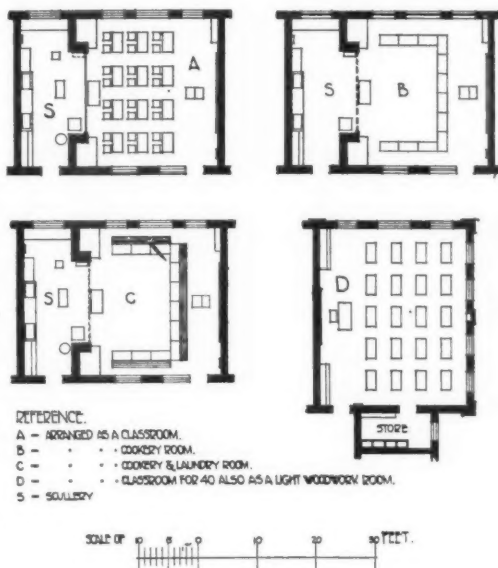 A
S
S
B
S
C
D
STORE
REFERENCE.
A - ARRANGED AS A CLASSROOM.
B - " " " COOKERY ROOM.
C - " " " COOKERY & LAUNDRY ROOM.
D - " " " CLASSROOM FOR 40 ALSO AS A LIGHT WOODWORK ROOM.
S - SCULLERY
SCALE OF 10 5 0 10 20 30 FEET.